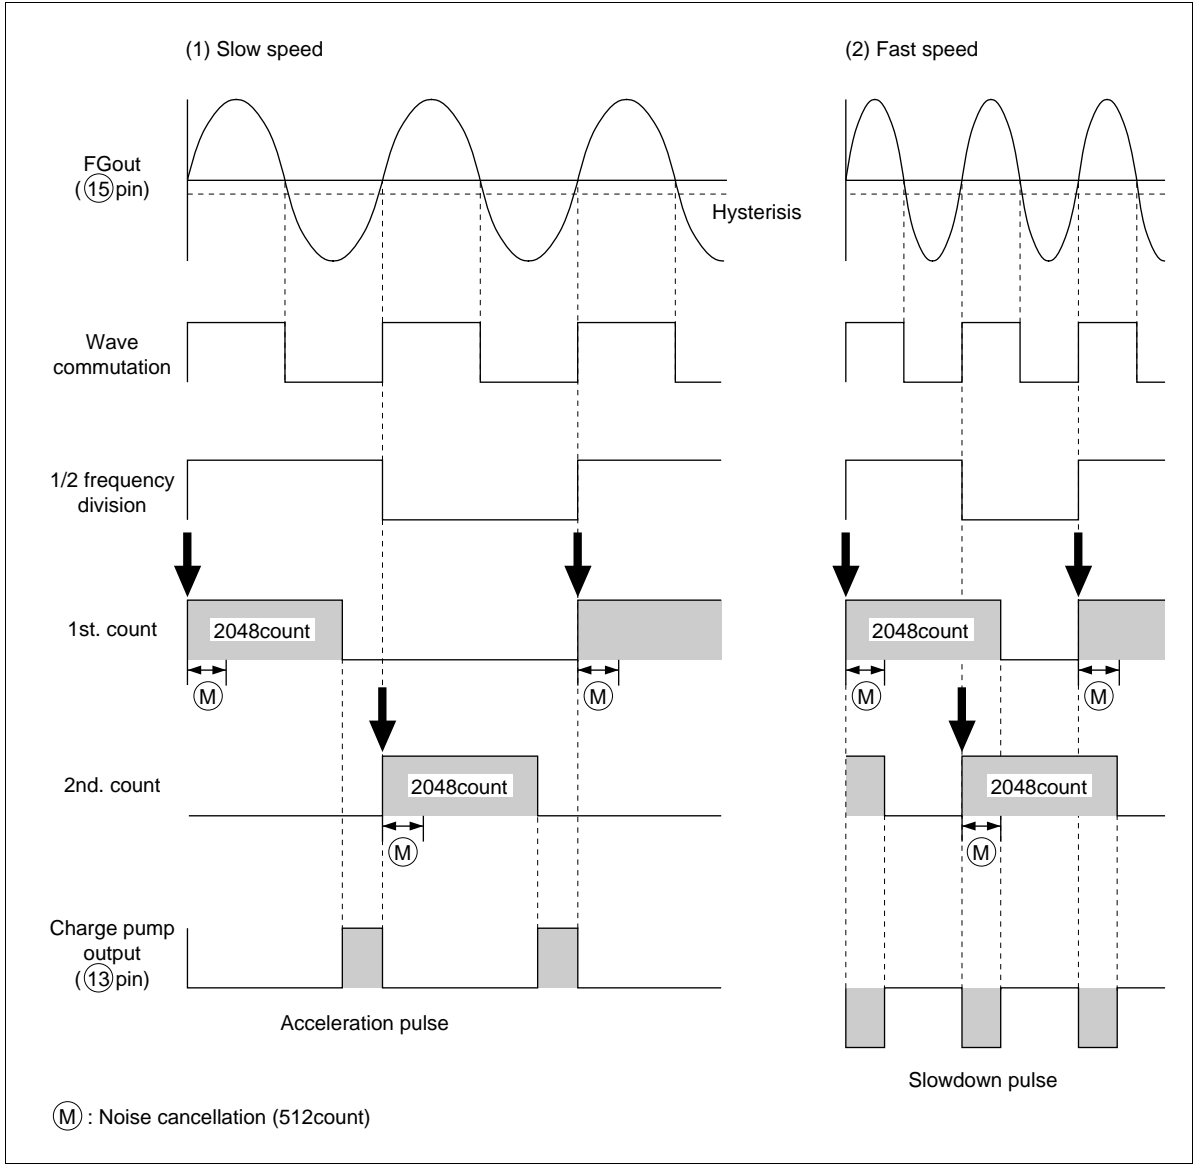 (1) Slow speed
(2) Fast speed
FGout
(15pin)
Hysterisis
Wave
commutation
1/2 frequency
division
1st. count
2048count
2048count
M
M
M
M
2nd. count
2048count
2048count
M
M
Charge pump
output
(13pin)
Acceleration pulse
Slowdown pulse
M : Noise cancellation (512count)